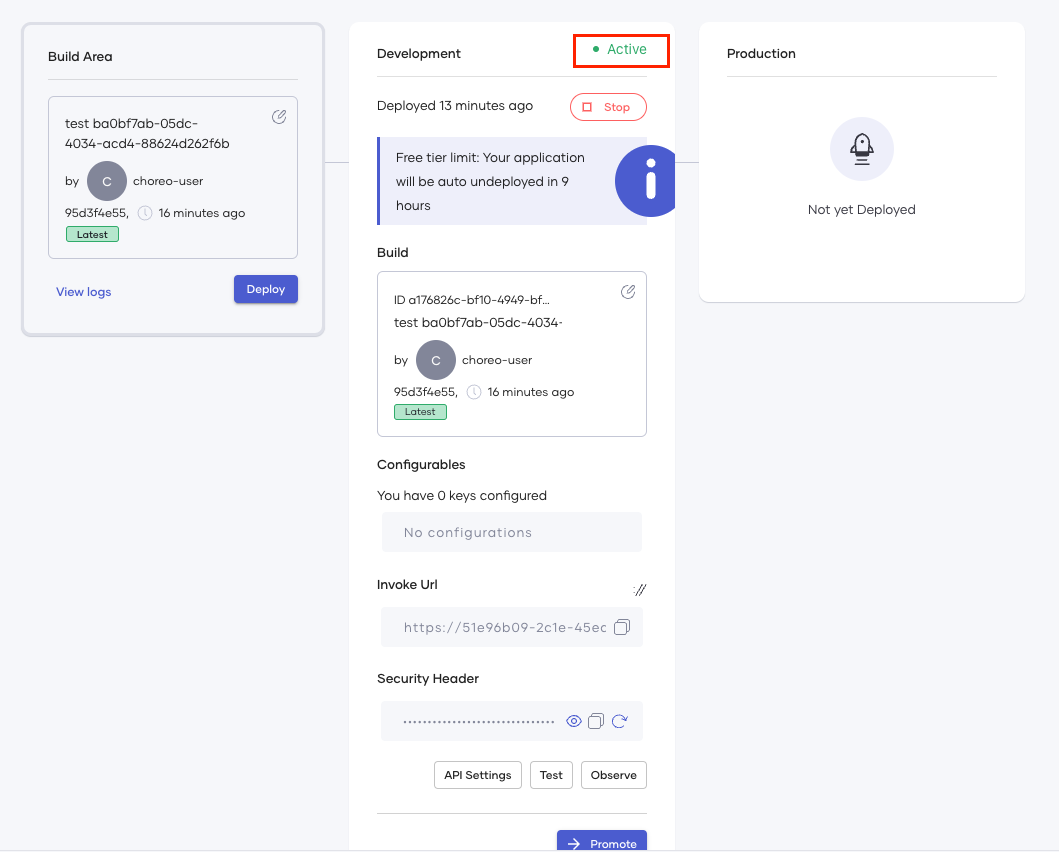 Build Area
test ba0bf7ab-05dc-
4034-acd4-88624d262f6b
by C choreo-user
95d3f4e55, 16 minutes ago
Latest
View logs
Deploy
Development
Active
Deployed 13 minutes ago
Stop
Free tier limit: Your application
will be auto undeployed in 9
hours
Build
ID a176826c-bf10-4949-bf...
test ba0bf7ab-05dc-4034-
by C choreo-user
95d3f4e55, 16 minutes ago
Latest
Configurables
You have 0 keys configured
No configurations
Invoke Url
://
https://51e96b09-2c1e-45ec
Security Header
API Settings
Test
Observe
Promote
Production
Not yet Deployed